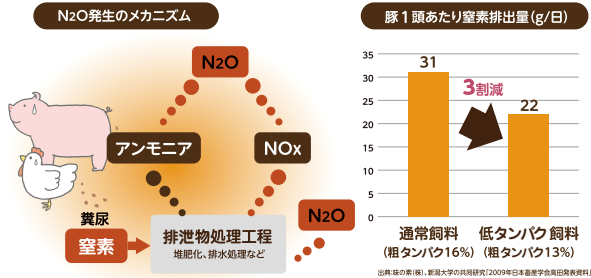 N2O発生のメカニズム
N2O
アンモニア
NOx
糞尿
窒素
排泄物処理工程
堆肥化、排水処理など
N2O
豚1頭あたり窒素排出量(g/日)
35
30
25
20
15
10
5
0
31
3割減
22
通常飼料
(粗タンパク16%)
低タンパク飼料
(粗タンパク13%)
出典:味の素(株)、新潟大学の共同研究「2009年日本畜産学会高田発表資料」